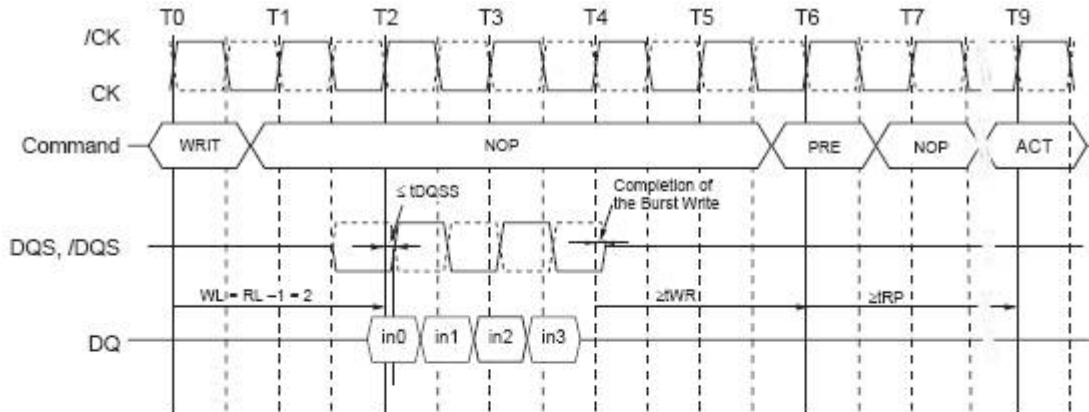 T0 T1 T2 T3 T4 T5 T6 T7 T9
/CK
CK
Command WRIT NOP PRE NOP ACT
≤ tDQSS
Completion of
the Burst Write
DQS, /DQS
WL = RL –1 = 2
≥tWR
≥tRP
DQ in0 in1 in2 in3